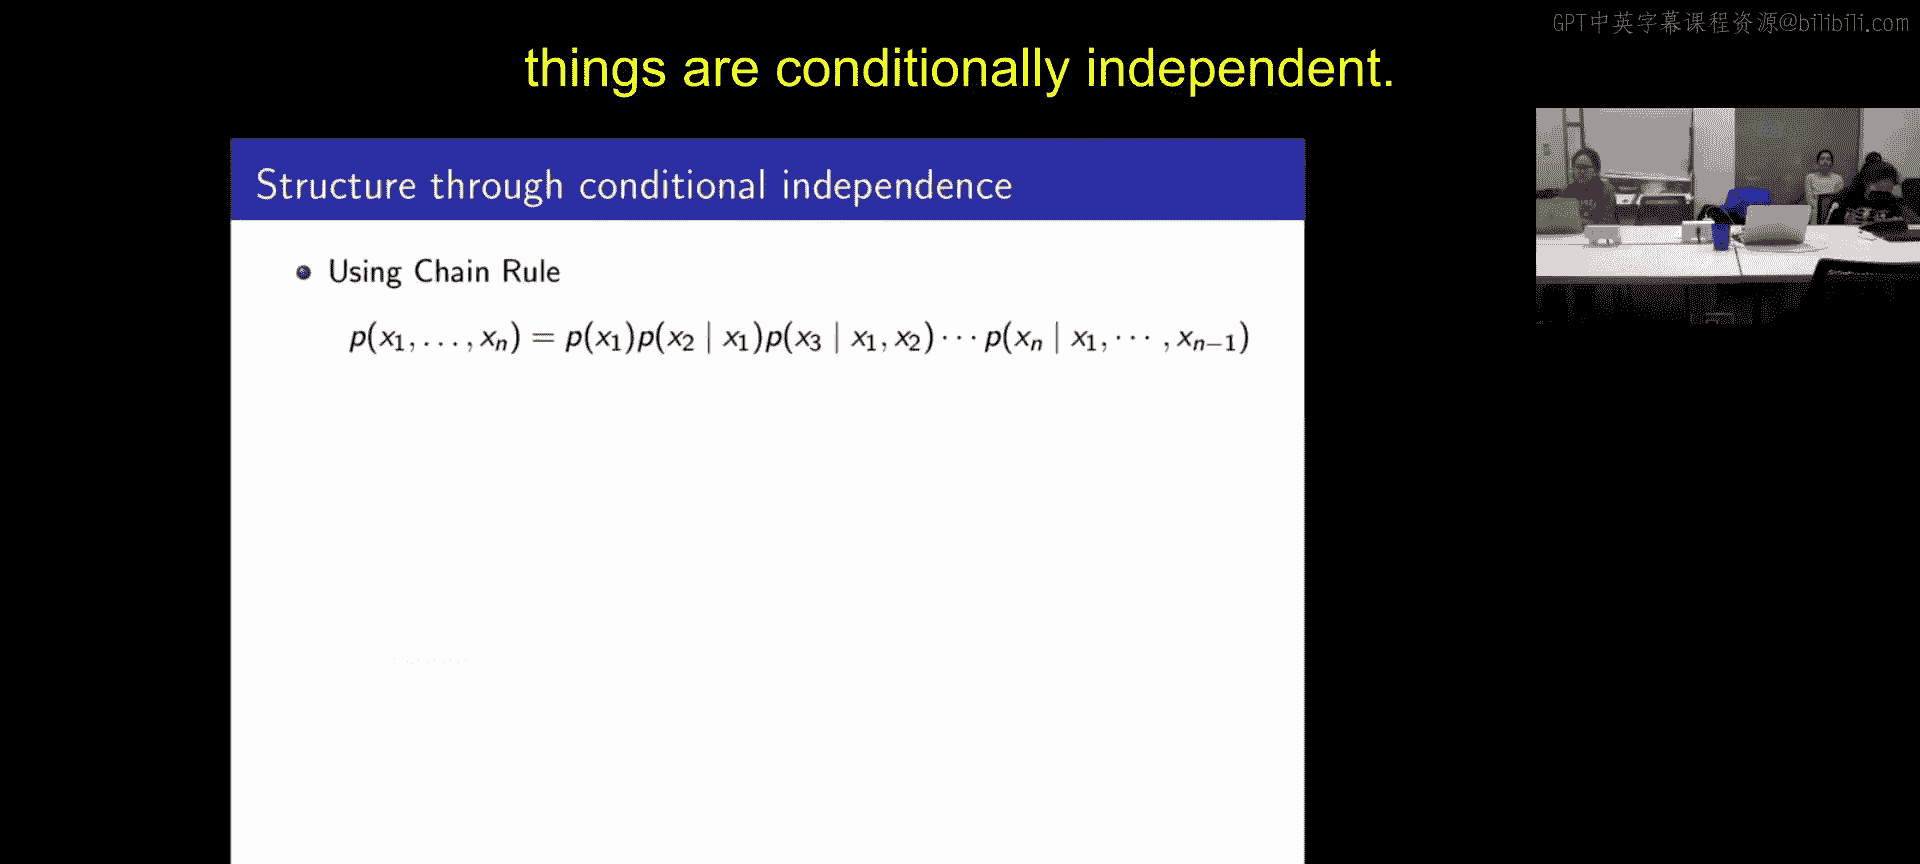 GPT中英字幕课程资源@bilibili.com
things are conditionally independent.
Structure through conditional independence
Using Chain Rule
p(x₁, . . . , xₙ) = p(x₁)p(x₂ | x₁)p(x₃ | x₁, x₂) · · · p(xₙ | x₁, · · · , xₙ₋₁)